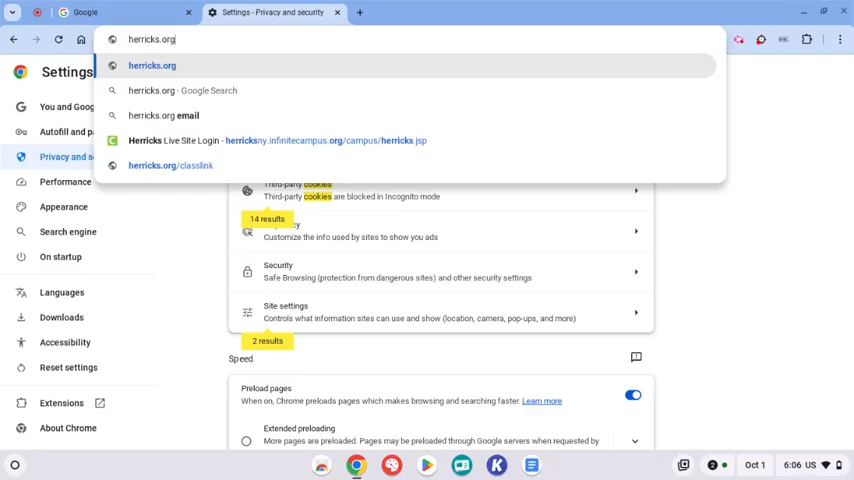 Google
Settings - Privacy and security
herricks.org
Settings
herricks.org
herricks.org - Google Search
herricks.org email
Herricks Live Site Login - herricksny.infinitecampus.org/campus/herricks.jsp
herricks.org/classlink
You and Goog
Autofill and pa
Privacy and se
Performance
Appearance
Search engine
On startup
Languages
Downloads
Accessibility
Reset settings
Extensions
About Chrome
Third-party cookies
Third-party cookies are blocked in Incognito mode
14 results
Customize the info used by sites to show you ads
Security
Safe Browsing (protection from dangerous sites) and other security settings
Site settings
Controls what information sites can use and show (location, camera, pop-ups, and more)
2 results
Speed
Preload pages
When on, Chrome preloads pages which makes browsing and searching faster. Learn more
Extended preloading
More pages are preloaded. Pages may be preloaded through Google servers when requested by
2
Oct 1
6:06 US